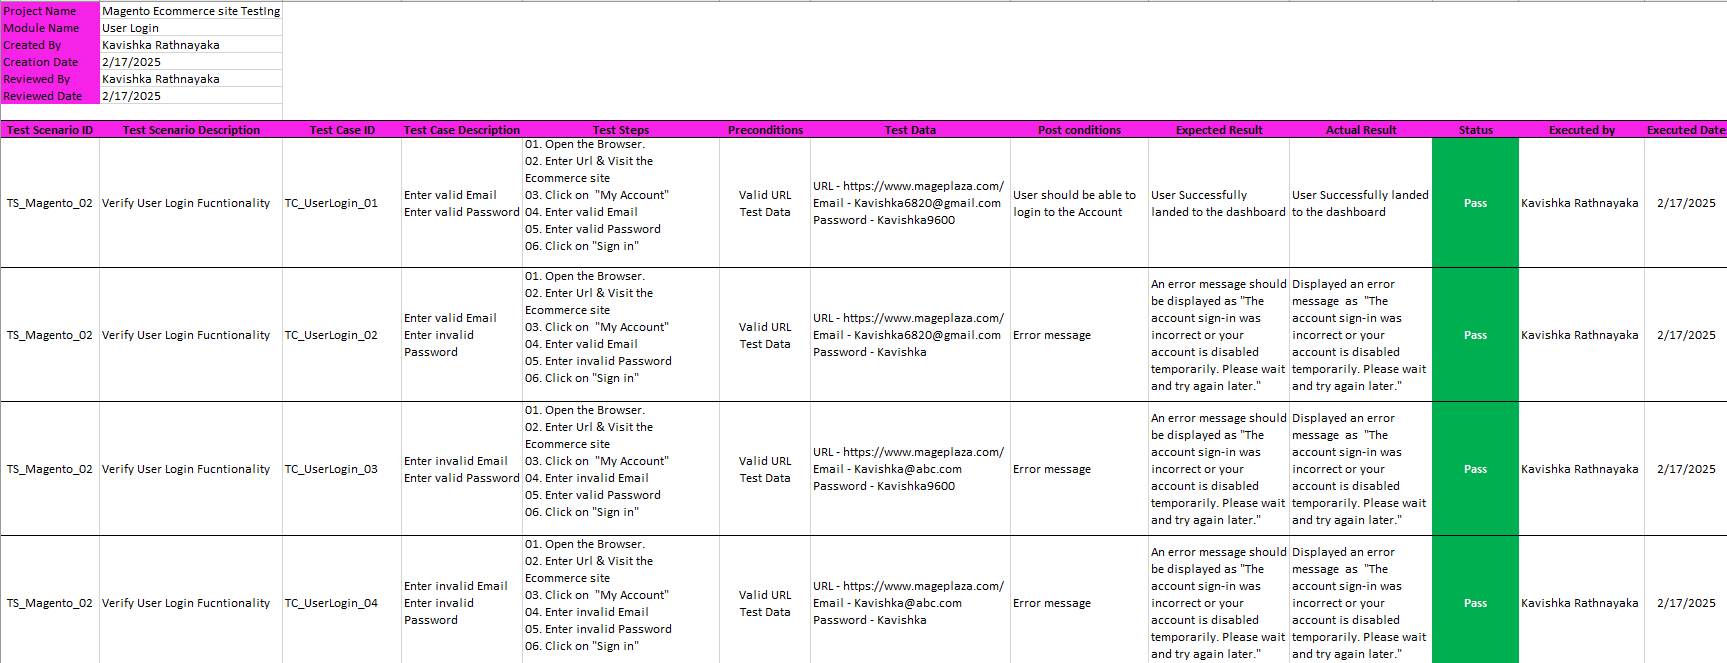 Project Name Magento Ecommerce site TestIng
Module Name User Login
Created By Kavishka Rathnayaka
Creation Date 2/17/2025
Reviewed By Kavishka Rathnayaka
Reviewed Date 2/17/2025
Test Scenario ID Test Scenario Description Test Case ID Test Case Description Test Steps Preconditions Test Data Post conditions Expected Result Actual Result Status Executed by Executed Date
TS_Magento_02
Verify User Login Fucntionality
TC_UserLogin_01
Enter valid Email
Enter valid Password
01. Open the Browser.
02. Enter Url & Visit the
Ecommerce site
03. Click on  "My Account"
04. Enter valid Email
05. Enter valid Password
06. Click on "Sign in"
Valid URL
Test Data
URL - https://www.mageplaza.com/
Email - Kavishka6820@gmail.com
Password - Kavishka9600
User should be able to
login to the Account
User Successfully
landed to the dashboard
User Successfully landed
to the dashboard
Pass
Kavishka Rathnayaka
2/17/2025
TS_Magento_02
Verify User Login Fucntionality
TC_UserLogin_02
Enter valid Email
Enter invalid
Password
01. Open the Browser.
02. Enter Url & Visit the
Ecommerce site
03. Click on  "My Account"
04. Enter valid Email
05. Enter invalid Password
06. Click on "Sign in"
Valid URL
Test Data
URL - https://www.mageplaza.com/
Email - Kavishka6820@gmail.com
Password - Kavishka
Error message
An error message should
be displayed as "The
account sign-in was
incorrect or your
account is disabled
temporarily. Please wait
and try again later."
Displayed an error
message  as  "The
account sign-in was
incorrect or your
account is disabled
temporarily. Please wait
and try again later."
Pass
Kavishka Rathnayaka
2/17/2025
TS_Magento_02
Verify User Login Fucntionality
TC_UserLogin_03
Enter invalid Email
Enter valid Password
01. Open the Browser.
02. Enter Url & Visit the
Ecommerce site
03. Click on  "My Account"
04. Enter invalid Email
05. Enter valid Password
06. Click on "Sign in"
Valid URL
Test Data
URL - https://www.mageplaza.com/
Email - Kavishka@abc.com
Password - Kavishka9600
Error message
An error message should
be displayed as "The
account sign-in was
incorrect or your
account is disabled
temporarily. Please wait
and try again later."
Displayed an error
message  as  "The
account sign-in was
incorrect or your
account is disabled
temporarily. Please wait
and try again later."
Pass
Kavishka Rathnayaka
2/17/2025
TS_Magento_02
Verify User Login Fucntionality
TC_UserLogin_04
Enter invalid Email
Enter invalid
Password
01. Open the Browser.
02. Enter Url & Visit the
Ecommerce site
03. Click on  "My Account"
04. Enter invalid Email
05. Enter invalid Password
06. Click on "Sign in"
Valid URL
Test Data
URL - https://www.mageplaza.com/
Email - Kavishka@abc.com
Password - Kavishka
Error message
An error message should
be displayed as "The
account sign-in was
incorrect or your
account is disabled
temporarily. Please wait
and try again later."
Displayed an error
message  as  "The
account sign-in was
incorrect or your
account is disabled
temporarily. Please wait
and try again later."
Pass
Kavishka Rathnayaka
2/17/2025